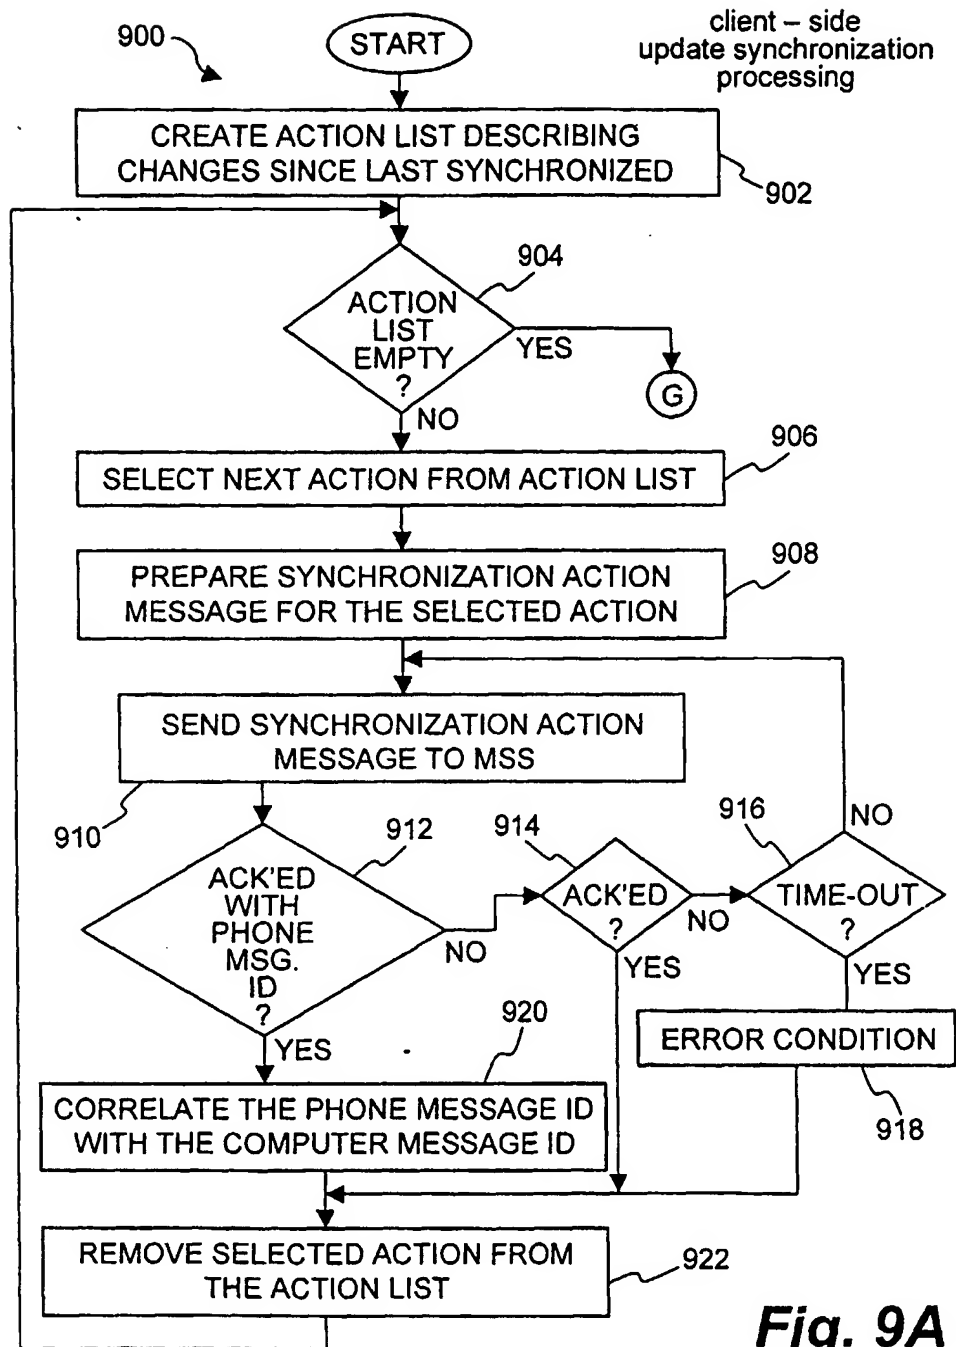 900
START
client – side
update synchronization
processing
CREATE ACTION LIST DESCRIBING
CHANGES SINCE LAST SYNCHRONIZED
902
904
ACTION
LIST
EMPTY
?
YES
G
NO
906
SELECT NEXT ACTION FROM ACTION LIST
908
PREPARE SYNCHRONIZATION ACTION
MESSAGE FOR THE SELECTED ACTION
SEND SYNCHRONIZATION ACTION
MESSAGE TO MSS
910
912
ACK'ED
WITH
PHONE
MSG.
ID
?
NO
YES
914
ACK'ED
?
NO
YES
916
NO
TIME-OUT
?
YES
ERROR CONDITION
918
920
CORRELATE THE PHONE MESSAGE ID
WITH THE COMPUTER MESSAGE ID
REMOVE SELECTED ACTION FROM
THE ACTION LIST
922
Fig. 9A